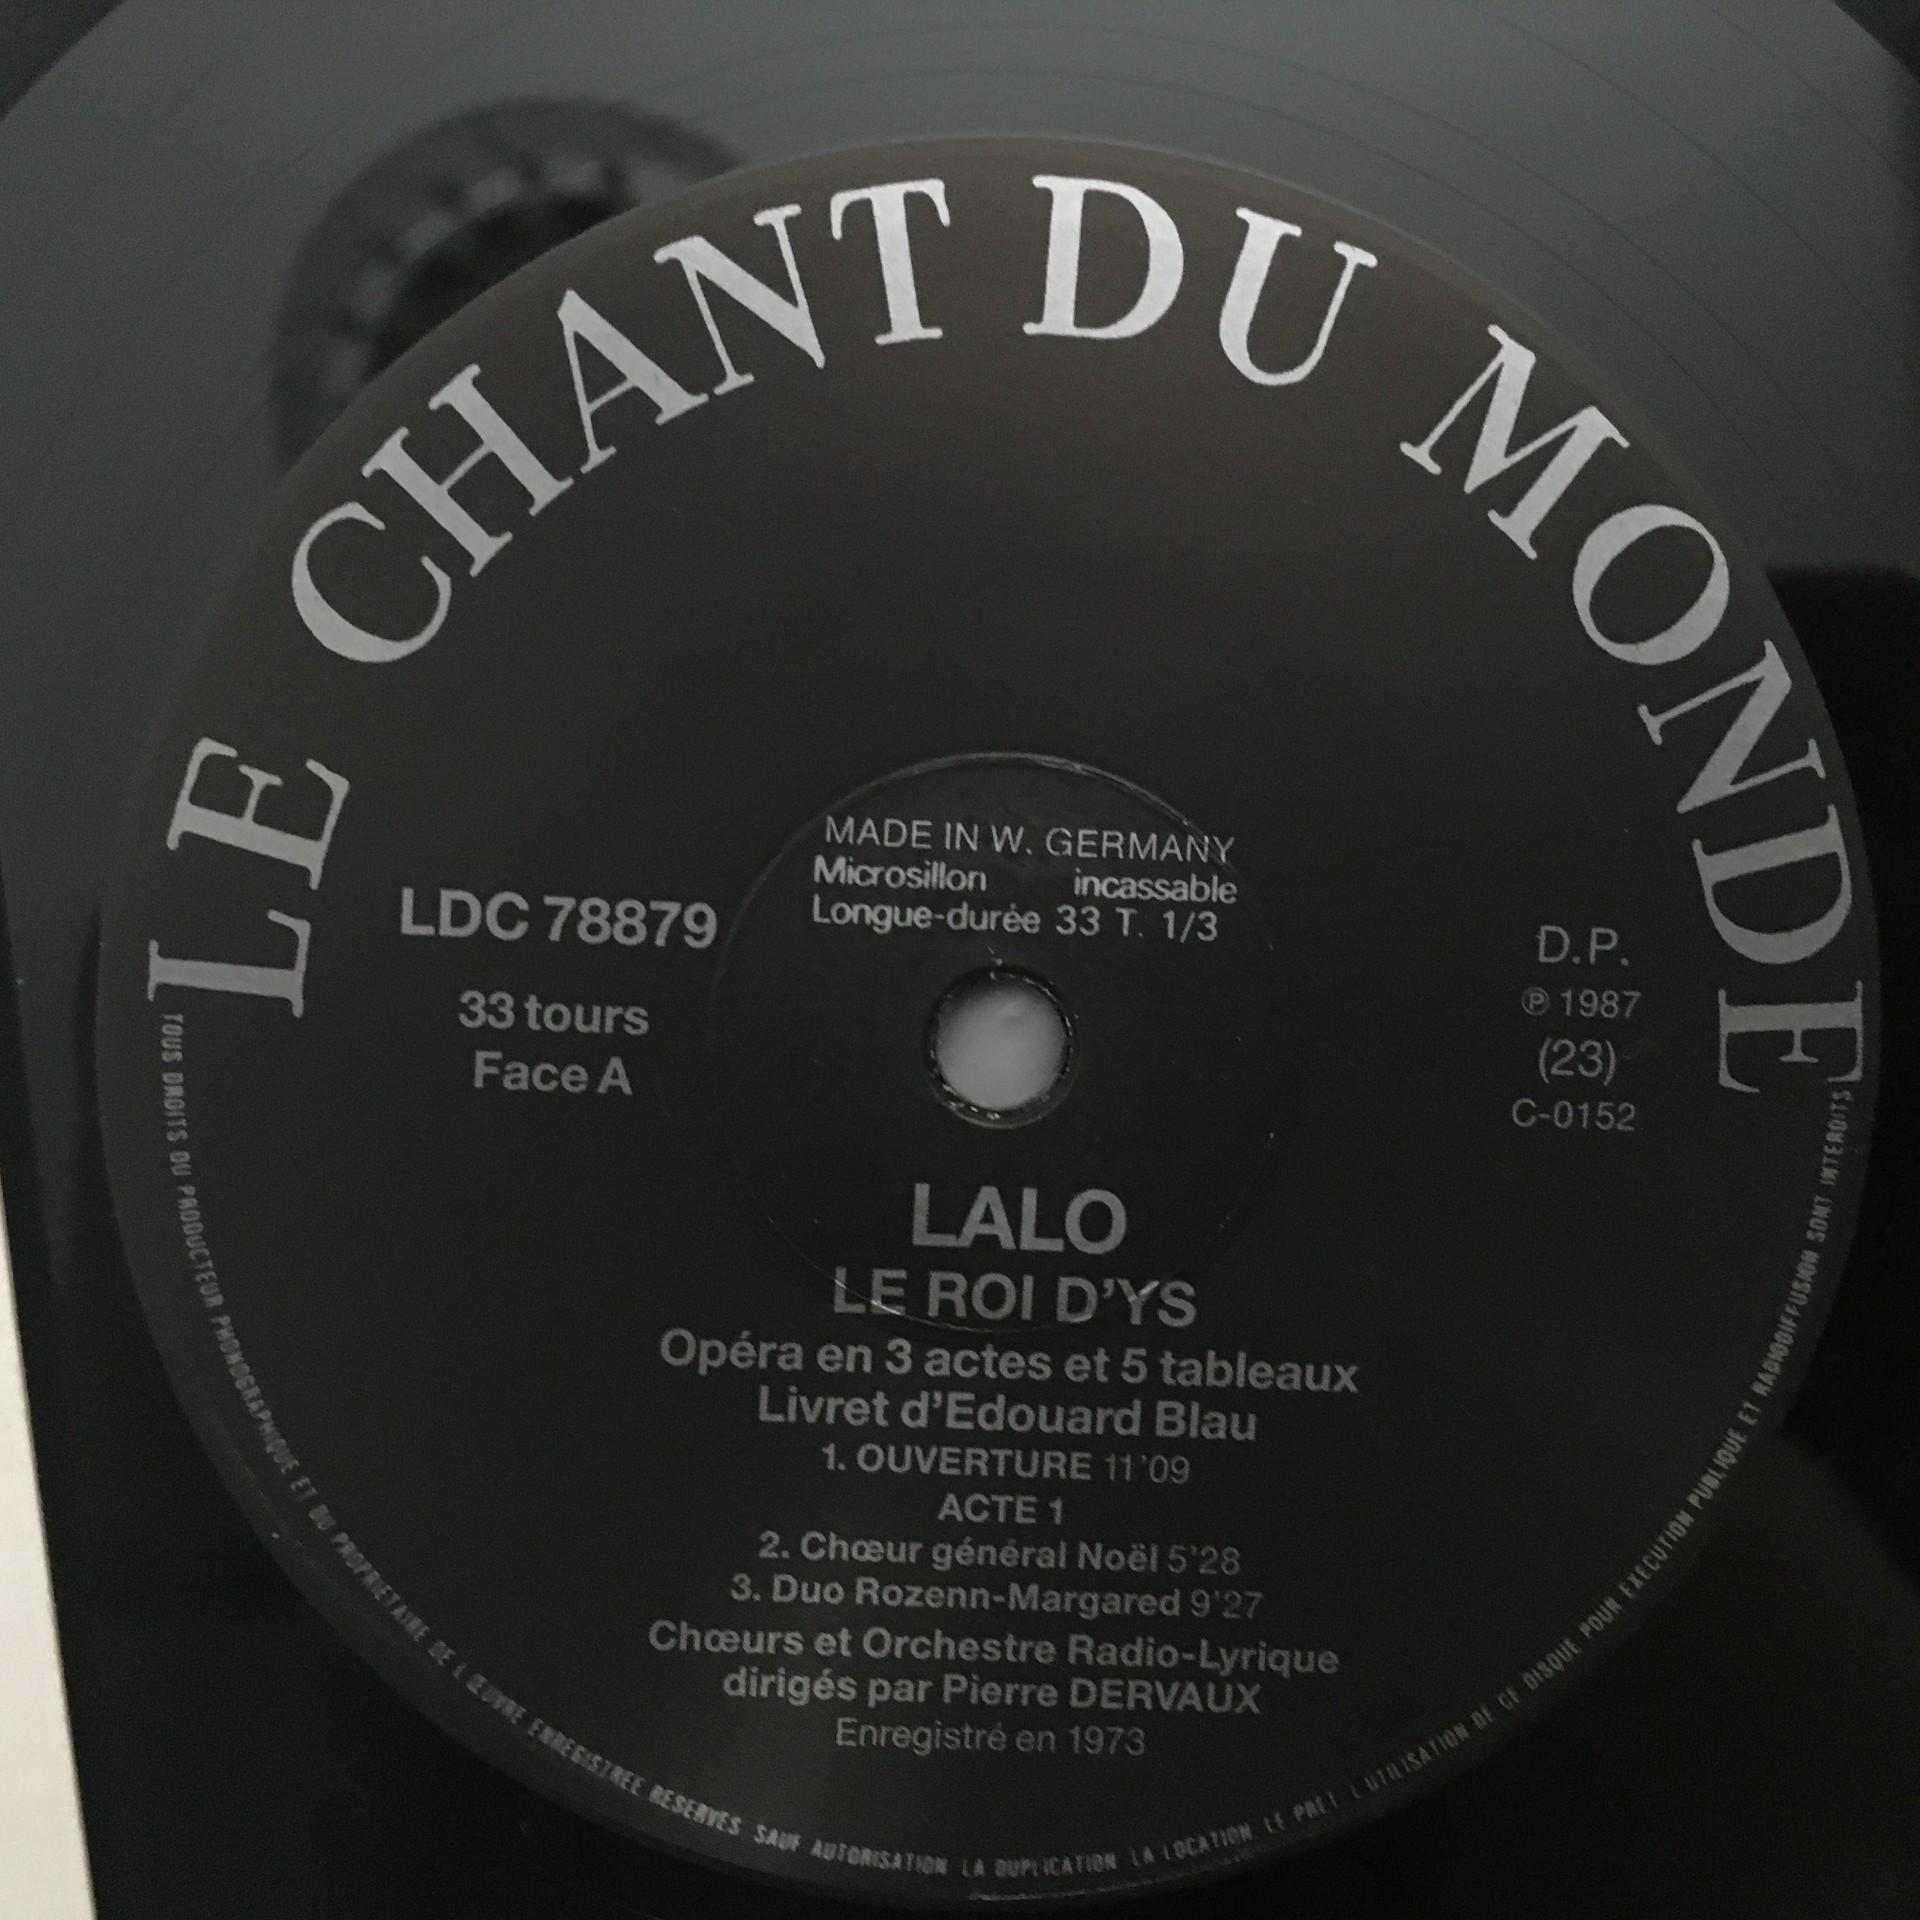 LE CHANT DU MONDE
MADE IN W. GERMANY
Microsillon incassable
Longue-durée 33 T. 1/3
LDC 78879
33 tours
Face A
D.P.
℗ 1987
(23)
C-0152
LALO
LE ROI D'YS
Opéra en 3 actes et 5 tableaux
Livret d'Edouard Blau
1. OUVERTURE 11'09
ACTE 1
2. Chœur général Noël 5'28
3. Duo Rozenn-Margared 9'27
Chœurs et Orchestre Radio-Lyrique
dirigés par Pierre DERVAUX
Enregistré en 1973
TOUS DROITS DU PRODUCTEUR PHONOGRAPHIQUE ET DU PROPRIETAIRE DE L'ŒUVRE ENREGISTREE RESERVES. SAUF AUTORISATION LA DUPLICATION LA LOCATION LE PRET L'UTILISATION DE CE DISQUE POUR EXECUTION PUBLIQUE ET RADIODIFFUSION SONT INTERDITS